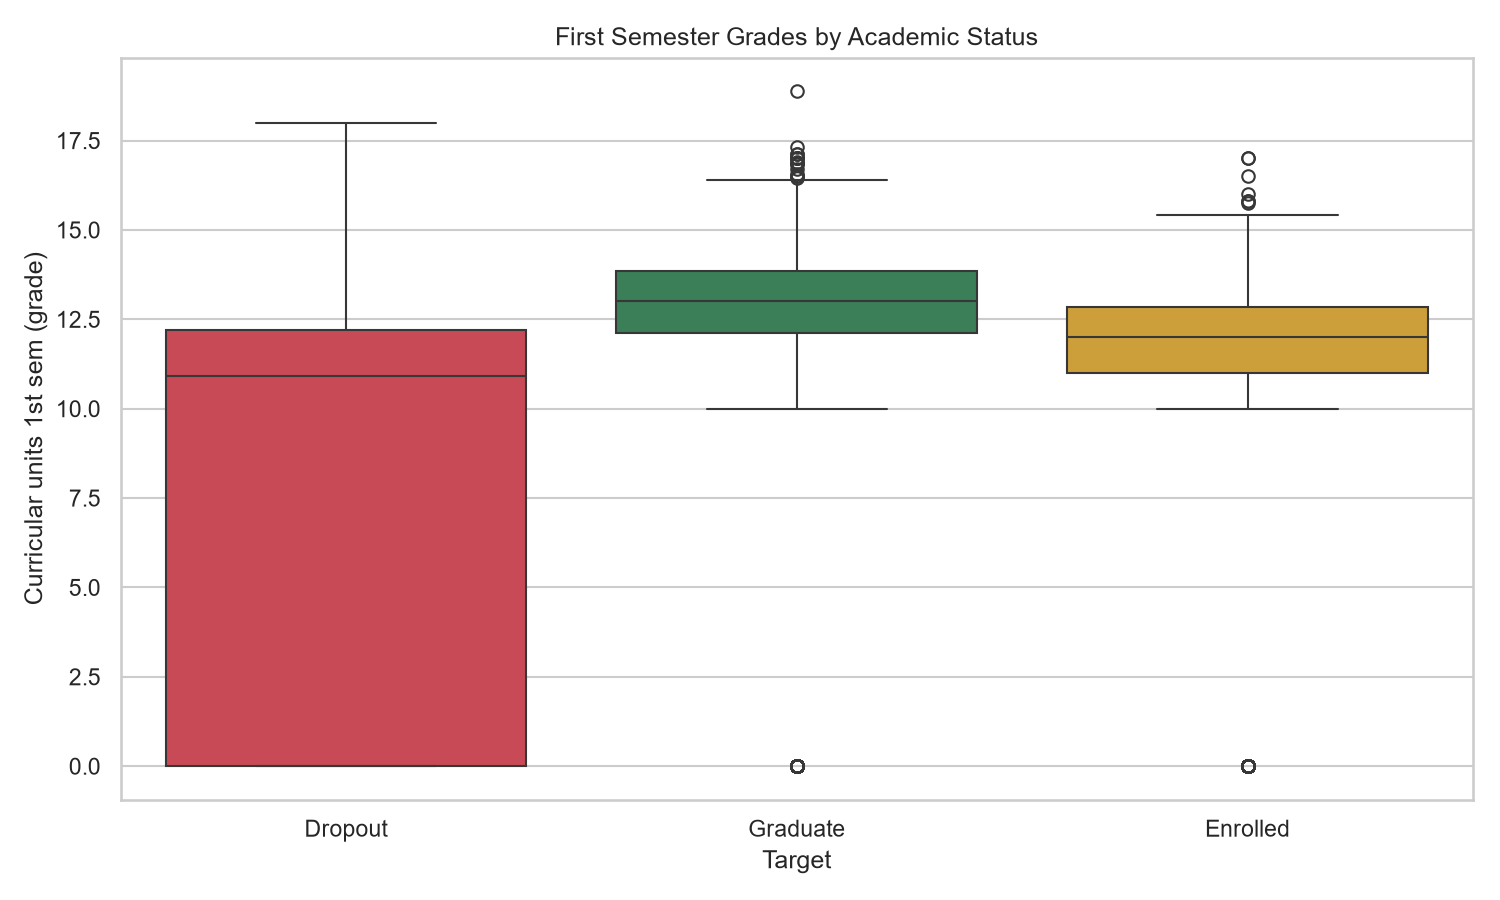 First Semester Grades by Academic Status
Curricular units 1st sem (grade)
17.5
15.0
12.5
10.0
7.5
5.0
2.5
0.0
Dropout
Graduate
Enrolled
Target